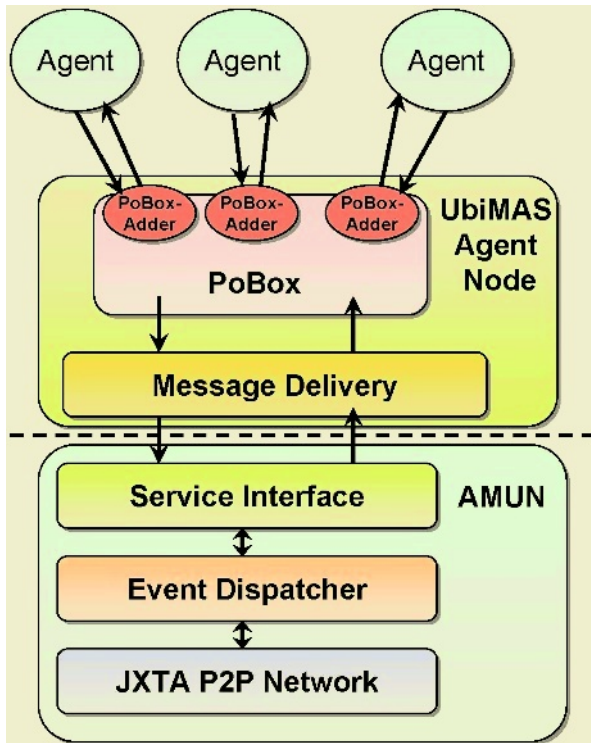 Agent
Agent
Agent
PoBox-
Adder
PoBox-
Adder
PoBox-
Adder
UbiMAS
Agent
Node
PoBox
Message Delivery
Service Interface
AMUN
Event Dispatcher
JXTA P2P Network